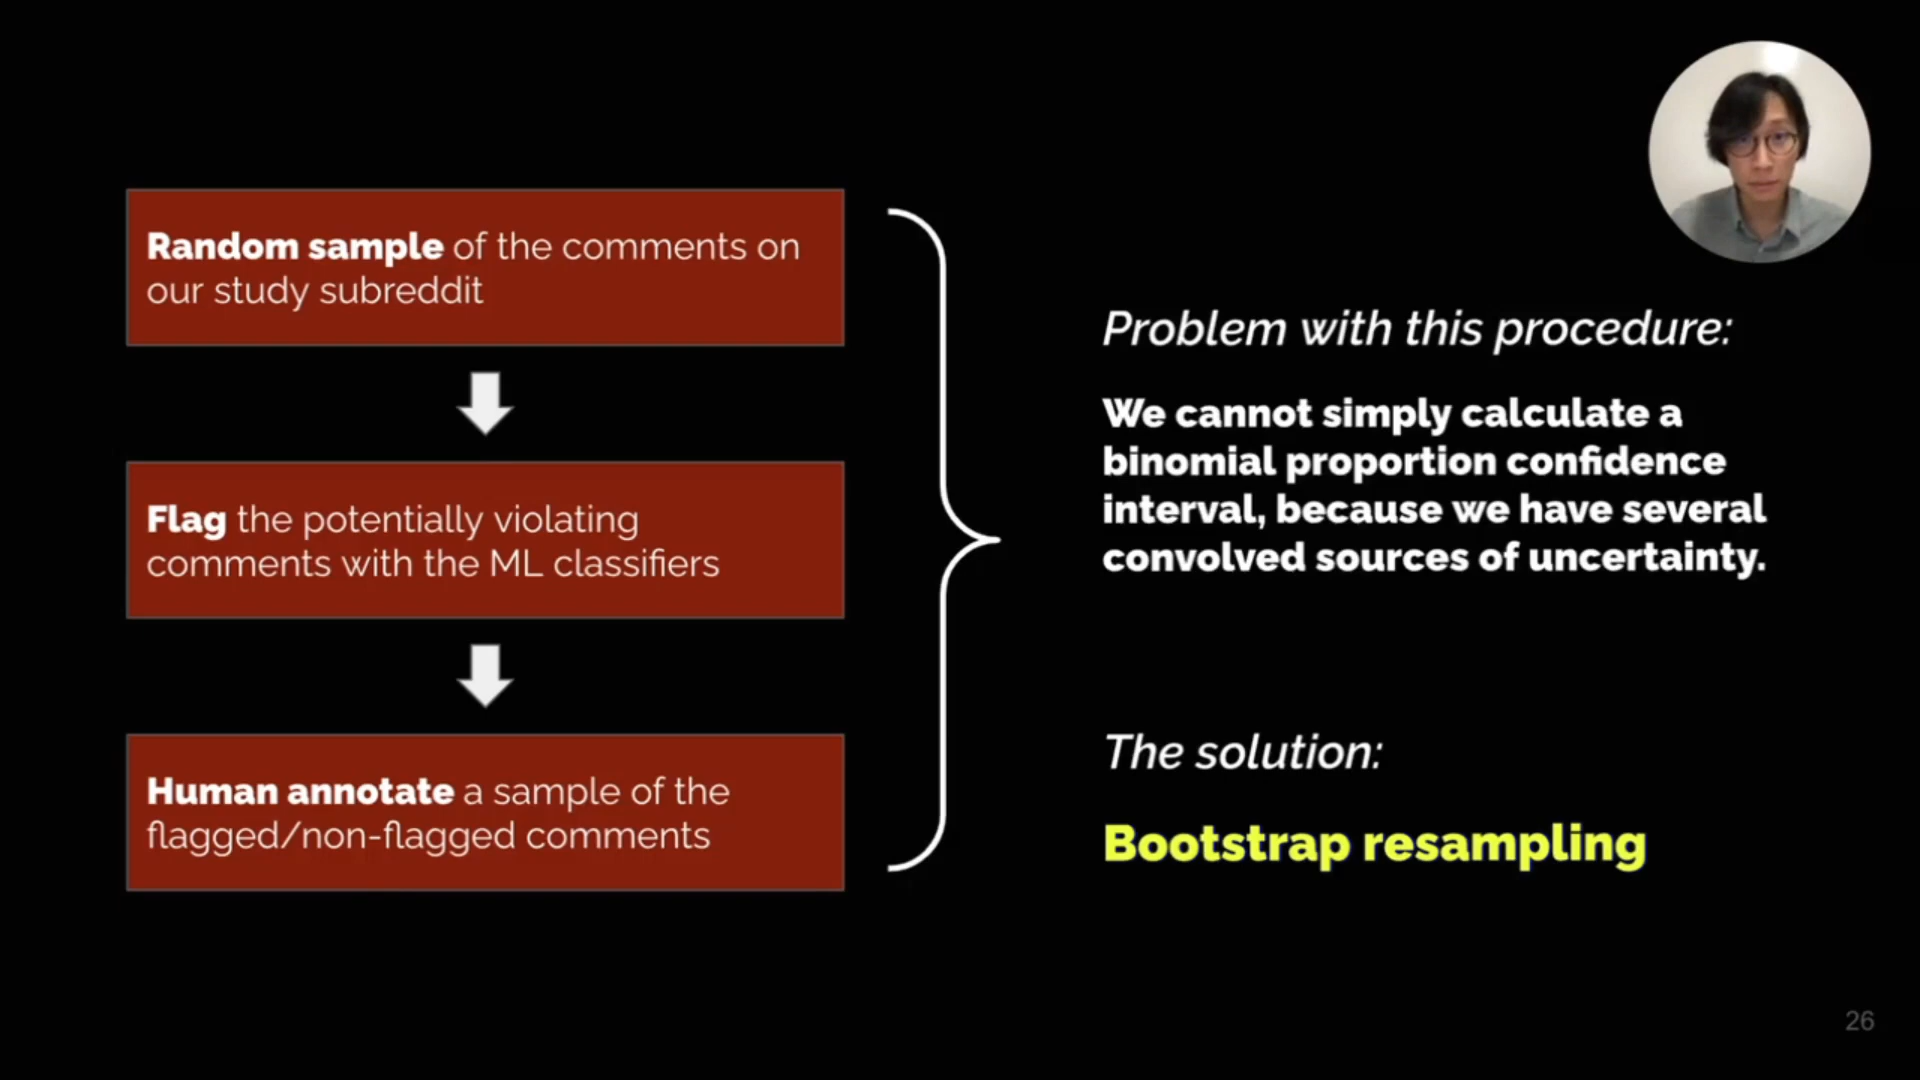 Random sample of the comments on
our study subreddit
Flag the potentially violating
comments with the ML classifiers
Human annotate a sample of the
flagged/non-flagged comments
Problem with this procedure:
We cannot simply calculate a
binomial proportion confidence
interval, because we have several
convolved sources of uncertainty.
The solution:
Bootstrap resampling
26